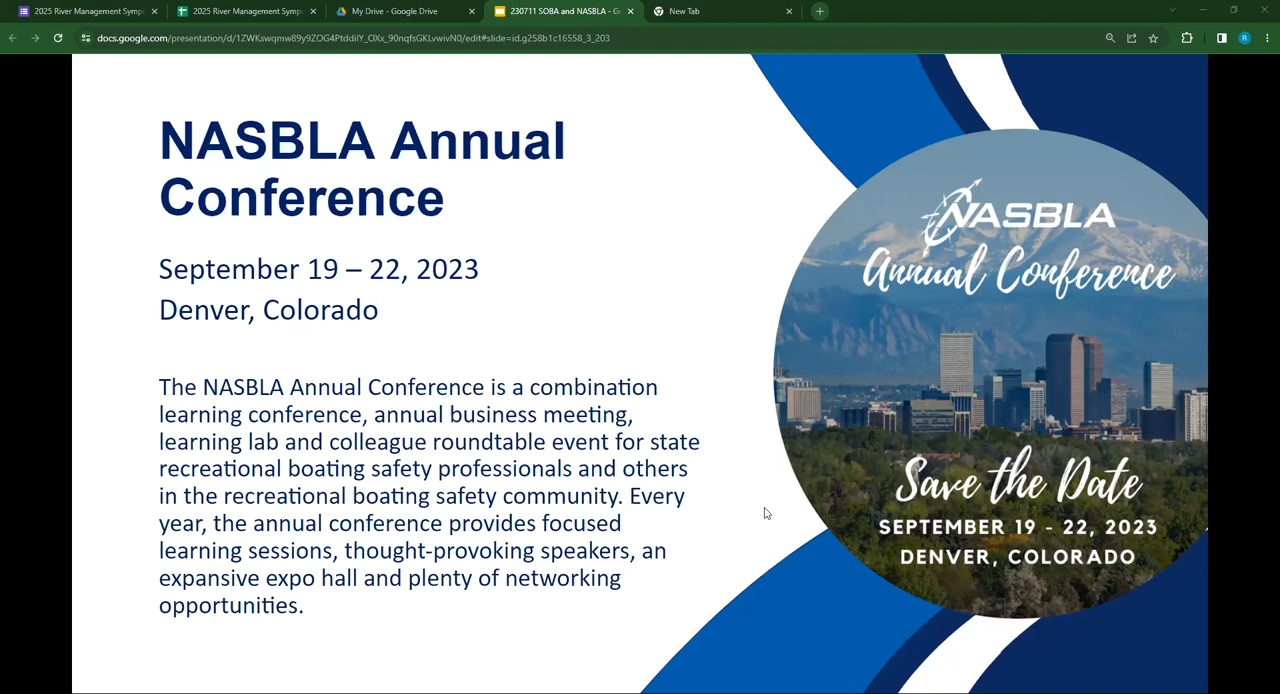 2025 River Management Symp
2025 River Management Symp
My Drive - Google Drive
230711 SOBA and NASBLA - Go
New Tab
docs.google.com/presentation/d/1ZWKswqmw89y9ZOG4PtddilY_OXx_90nqfsGKLvwivN0/edit#slide=id.g258b1c16558_3_203
R
NASBLA Annual
Conference
September 19 – 22, 2023
Denver, Colorado
The NASBLA Annual Conference is a combination
learning conference, annual business meeting,
learning lab and colleague roundtable event for state
recreational boating safety professionals and others
in the recreational boating safety community. Every
year, the annual conference provides focused
learning sessions, thought-provoking speakers, an
expansive expo hall and plenty of networking
opportunities.
NASBLA
Annual Conference
Save the Date
SEPTEMBER 19 - 22, 2023
DENVER, COLORADO